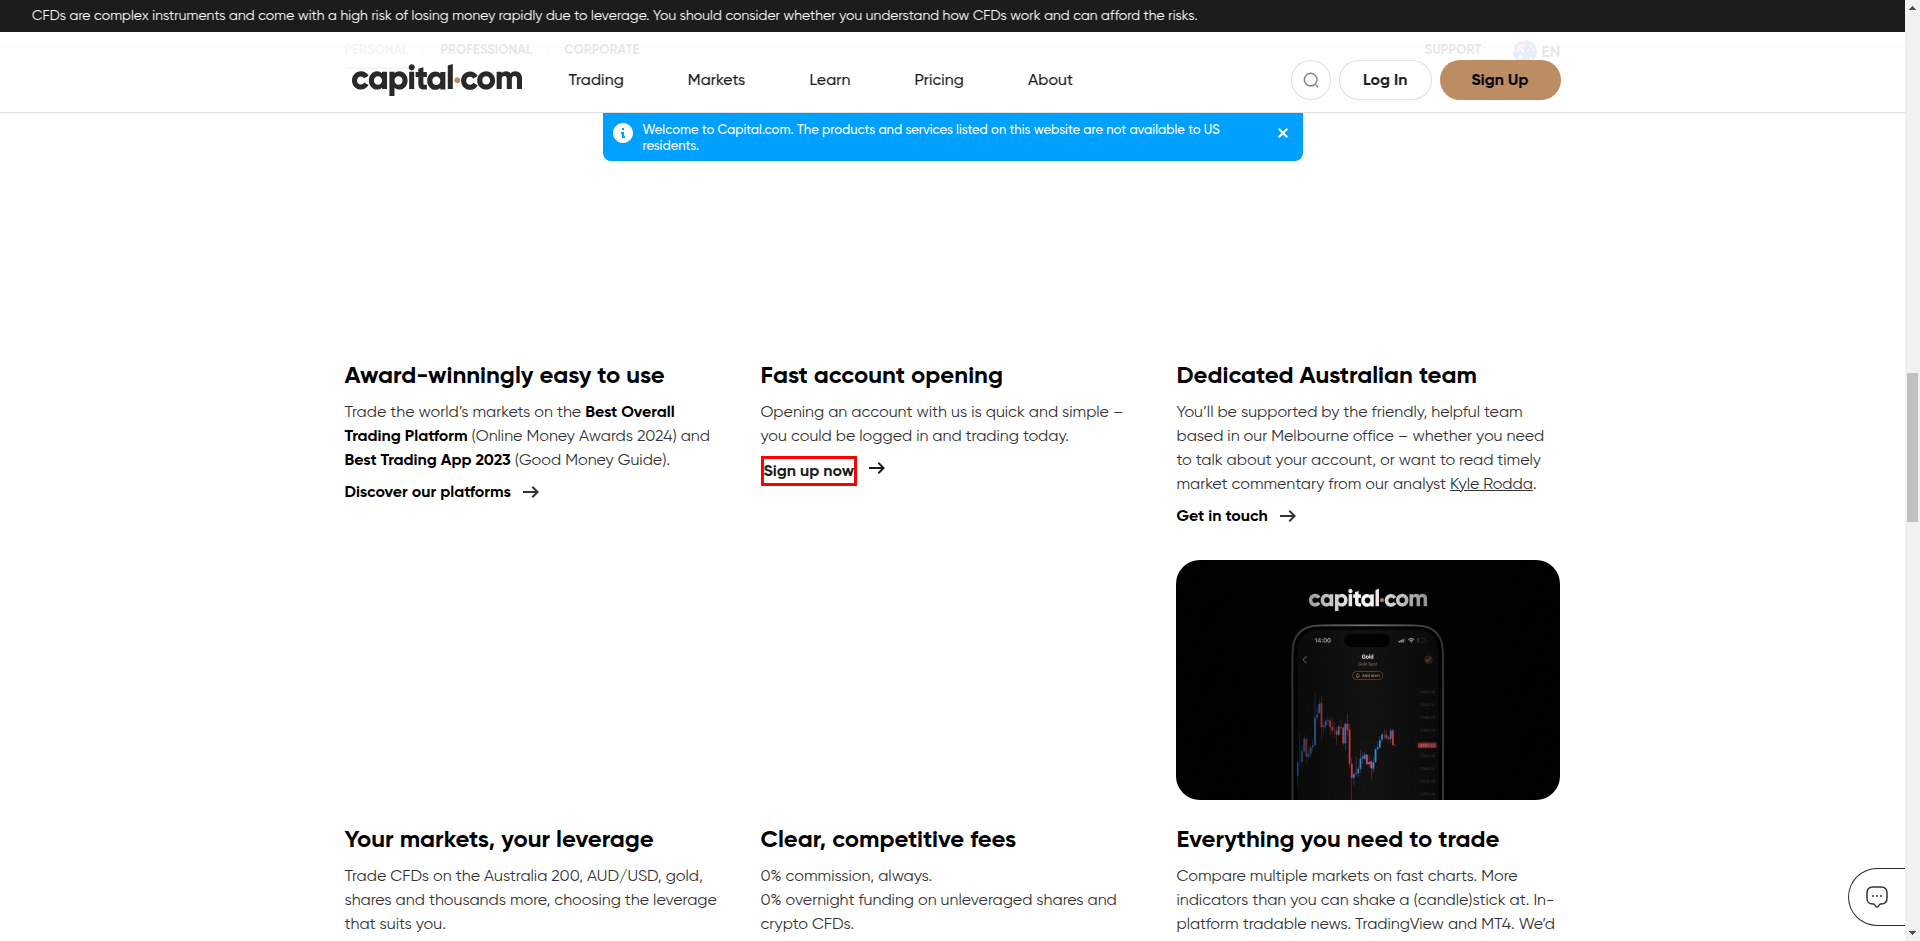 CFDs are complex instruments and come with a high risk of losing money rapidly due to leverage. You should consider whether you understand how CFDs work and can afford the risks.
PERSONAL PROFESSIONAL CORPORATE SUPPORT EN
capital.com Trading Markets Learn Pricing About Log In Sign Up
Welcome to Capital.com. The products and services listed on this website are not available to US
residents.
Award-winningly easy to use
Trade the world’s markets on the Best Overall
Trading Platform (Online Money Awards 2024) and
Best Trading App 2023 (Good Money Guide).
Discover our platforms
Fast account opening
Opening an account with us is quick and simple –
you could be logged in and trading today.
Sign up now
Dedicated Australian team
You’ll be supported by the friendly, helpful team
based in our Melbourne office – whether you need
to talk about your account, or want to read timely
market commentary from our analyst Kyle Rodda.
Get in touch
capital.com
14:00
Gold
Gold Spot
Add alert
Your markets, your leverage
Trade CFDs on the Australia 200, AUD/USD, gold,
shares and thousands more, choosing the leverage
that suits you.
Clear, competitive fees
0% commission, always.
0% overnight funding on unleveraged shares and
crypto CFDs.
Everything you need to trade
Compare multiple markets on fast charts. More
indicators than you can shake a (candle)stick at. In-
platform tradable news. TradingView and MT4. We’d